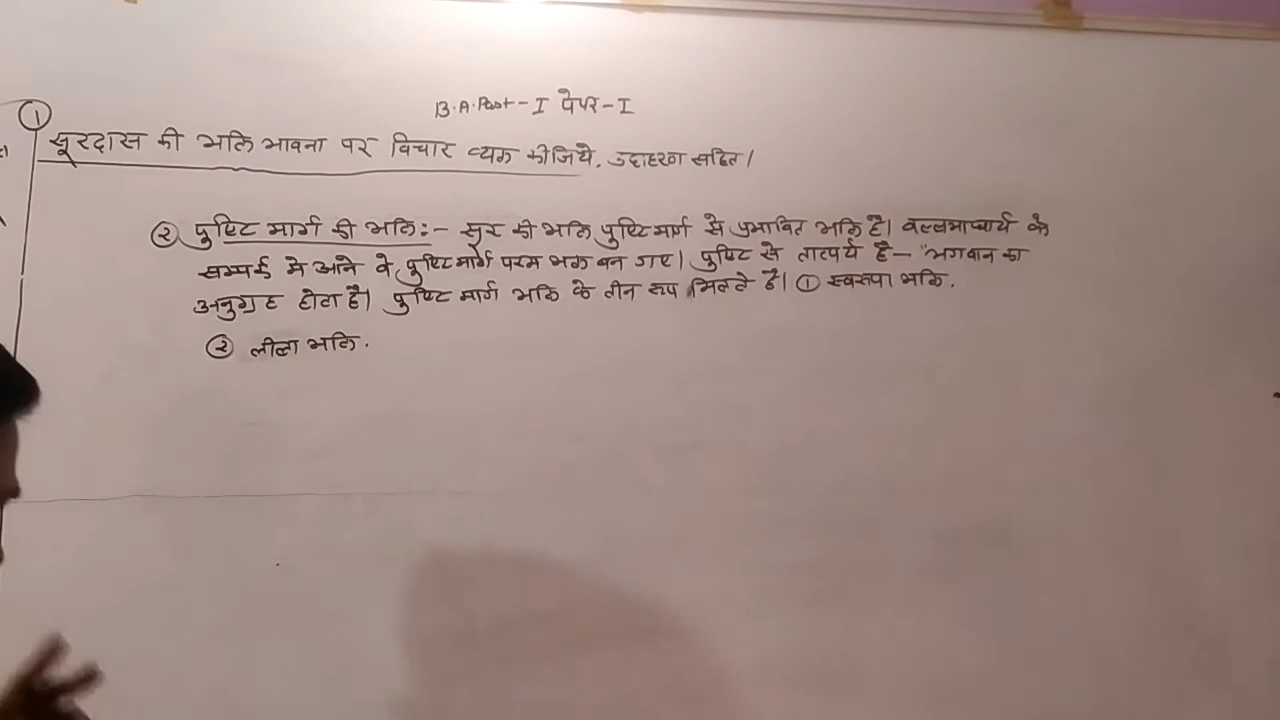 B.A. Part-I पेपर-I
① सूरदास की भक्ति भावना पर विचार व्यक्त कीजिये, उदाहरण सहित।
② पुष्टि मार्ग की भक्ति:- सूर की भक्ति पुष्टि मार्ग से प्रभावित भक्ति है। वल्लभाचार्य के
सम्पर्क मे आने वे पुष्टिमार्ग परम भक्त बन गए। पुष्टि से तात्पर्य है— "भगवान का
अनुग्रह होता है। पुष्टि मार्ग भक्ति के तीन रूप मिलते है। ① स्वरूपा भक्ति.
② लीला भक्ति.